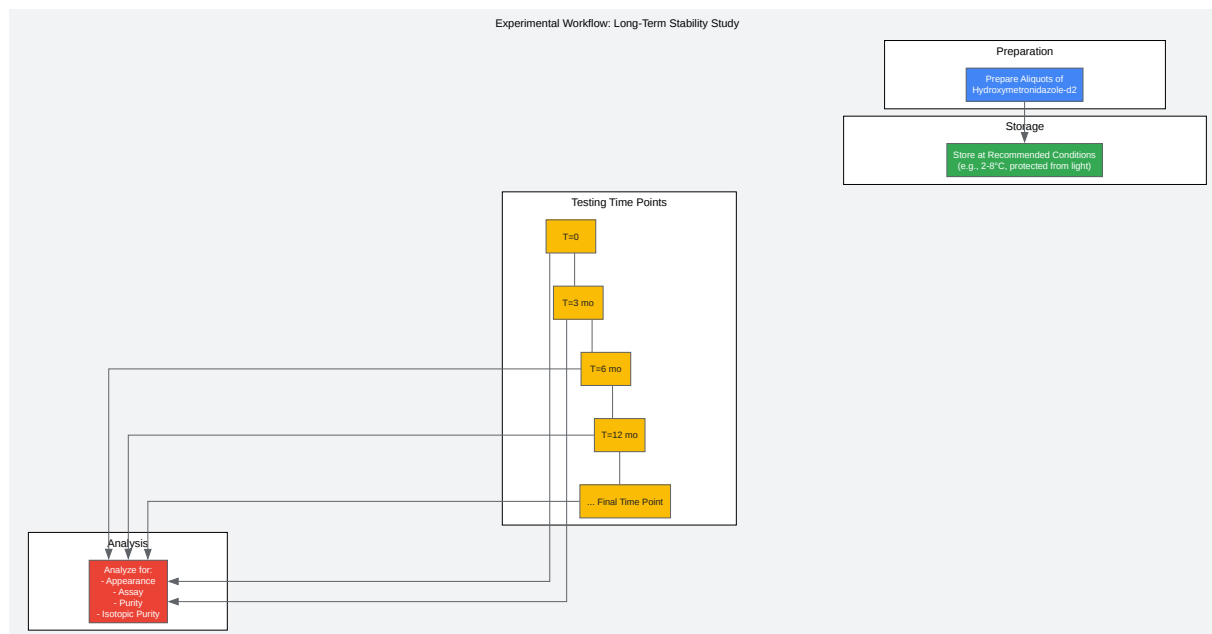 Experimental Workflow: Long-Term Stability Study
Preparation
Prepare Aliquots of
Hydroxymetronidazole-d2
Storage
Store at Recommended Conditions
(e.g., 2-8°C, protected from light)
Testing Time Points
T=0
T=3 mo
T=6 mo
T=12 mo
... Final Time Point
Analysis
Analyze for:
- Appearance
- Assay
- Purity
- Isotopic Purity